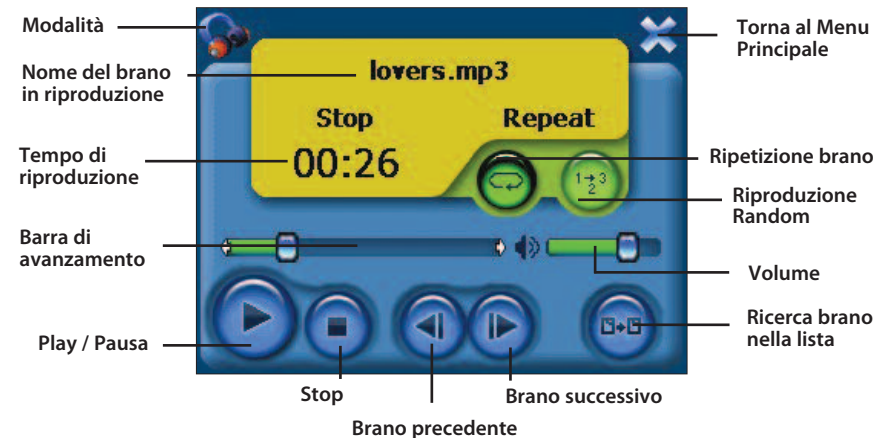 Modalità
Torna al Menu
Principale
Nome del brano
in riproduzione
lovers.mp3
Stop
Repeat
Tempo di
riproduzione
00:26
Ripetizione brano
1→3
2
Riproduzione
Random
Barra di
avanzamento
Volume
Play / Pausa
Ricerca brano
nella lista
Stop
Brano successivo
Brano precedente